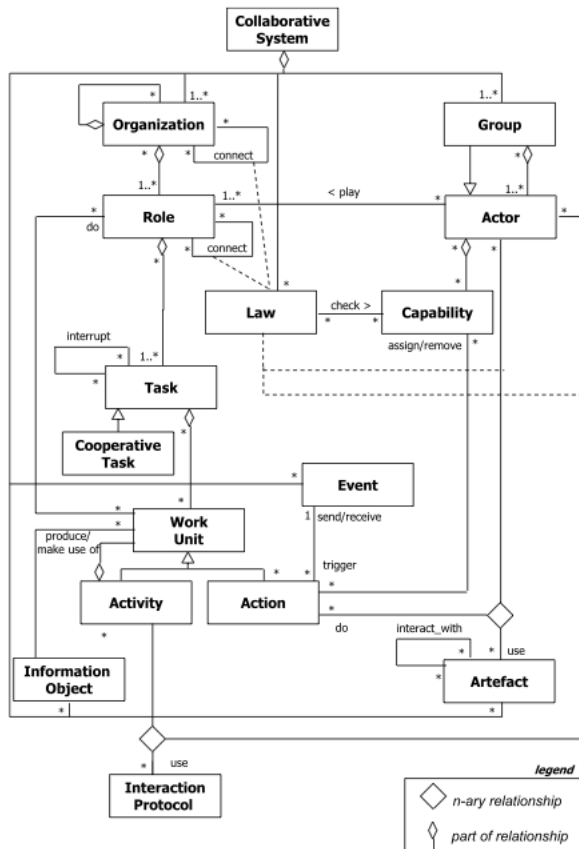 Collaborative
System
*
1..*
1..*
Organization
Group
*
*
*
*
connect
*
1..*
1..*
1..*
< play
*
*
Role
Actor
*
do
*
*
connect
*
*
*
*
*
Law
check >
Capability
*
*
interrupt
assign/remove
*
*
1..*
*
Task
*
Cooperative
Task
*
Event
*
*
1
send/receive
produce/
make use of
*
Work
Unit
*
*
trigger
*
Activity
Action
*
*
do
interact_with
*
use
*
*
*
Information
Object
Artefact
*
*
use
*
Interaction
Protocol
legend
n-ary relationship
part of relationship